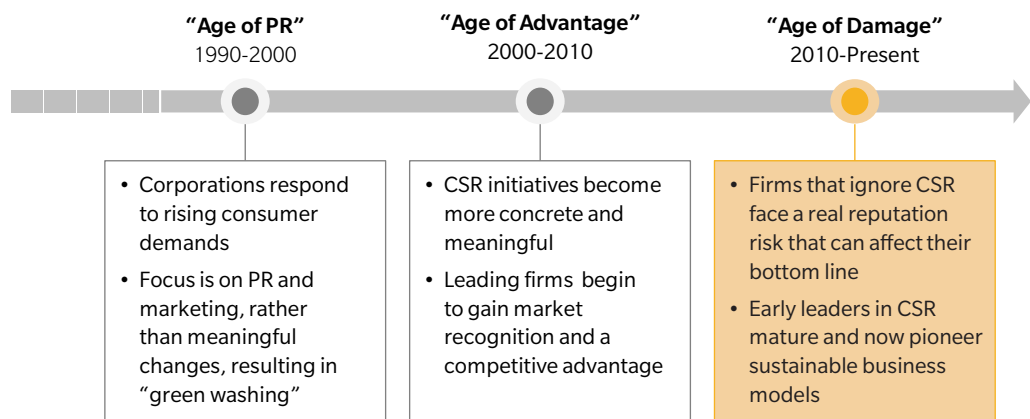 “Age of PR”
1990-2000
“Age of Advantage”
2000-2010
“Age of Damage”
2010-Present
• Corporations respond
to rising consumer
demands
• Focus is on PR and
marketing, rather
than meaningful
changes, resulting in
“green washing”
• CSR initiatives become
more concrete and
meaningful
• Leading firms begin
to gain market
recognition and a
competitive advantage
• Firms that ignore CSR
face a real reputation
risk that can affect their
bottom line
• Early leaders in CSR
mature and now pioneer
sustainable business
models